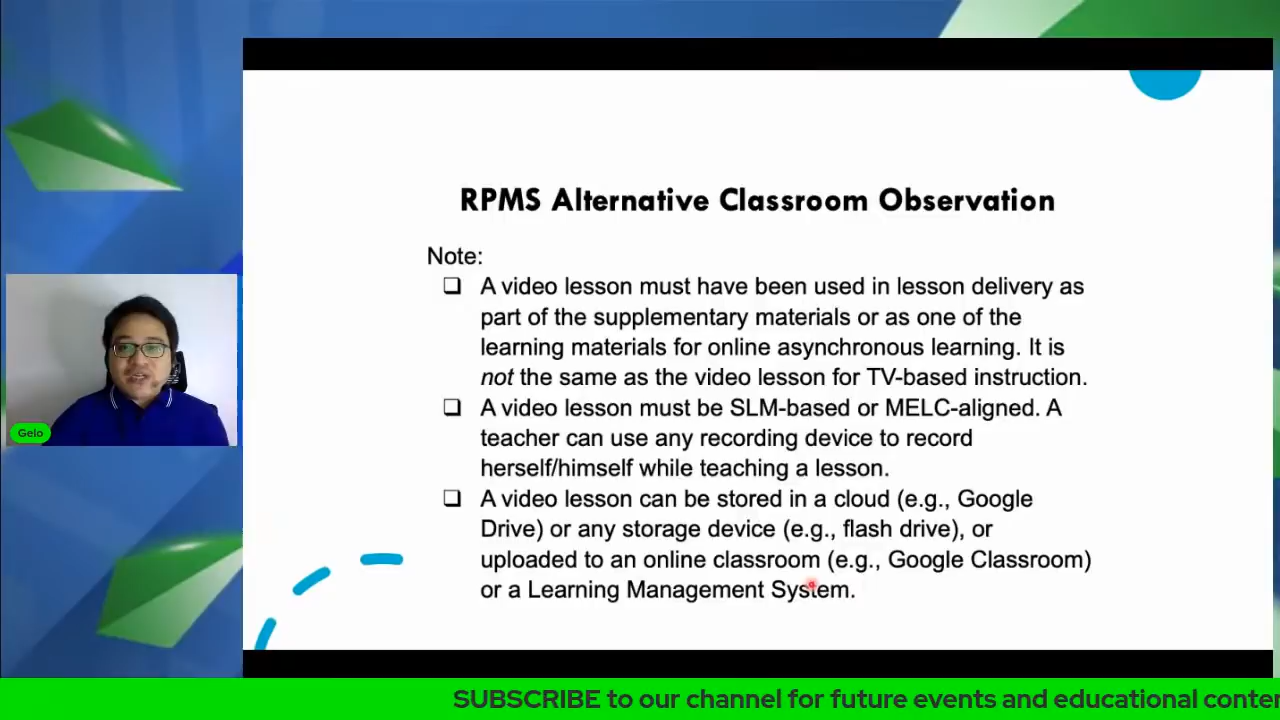 RPMS Alternative Classroom Observation
Note:
❑ A video lesson must have been used in lesson delivery as
part of the supplementary materials or as one of the
learning materials for online asynchronous learning. It is
not the same as the video lesson for TV-based instruction.
❑ A video lesson must be SLM-based or MELC-aligned. A
teacher can use any recording device to record
herself/himself while teaching a lesson.
❑ A video lesson can be stored in a cloud (e.g., Google
Drive) or any storage device (e.g., flash drive), or
uploaded to an online classroom (e.g., Google Classroom)
or a Learning Management System.
Gelo
SUBSCRIBE to our channel for future events and educational conter